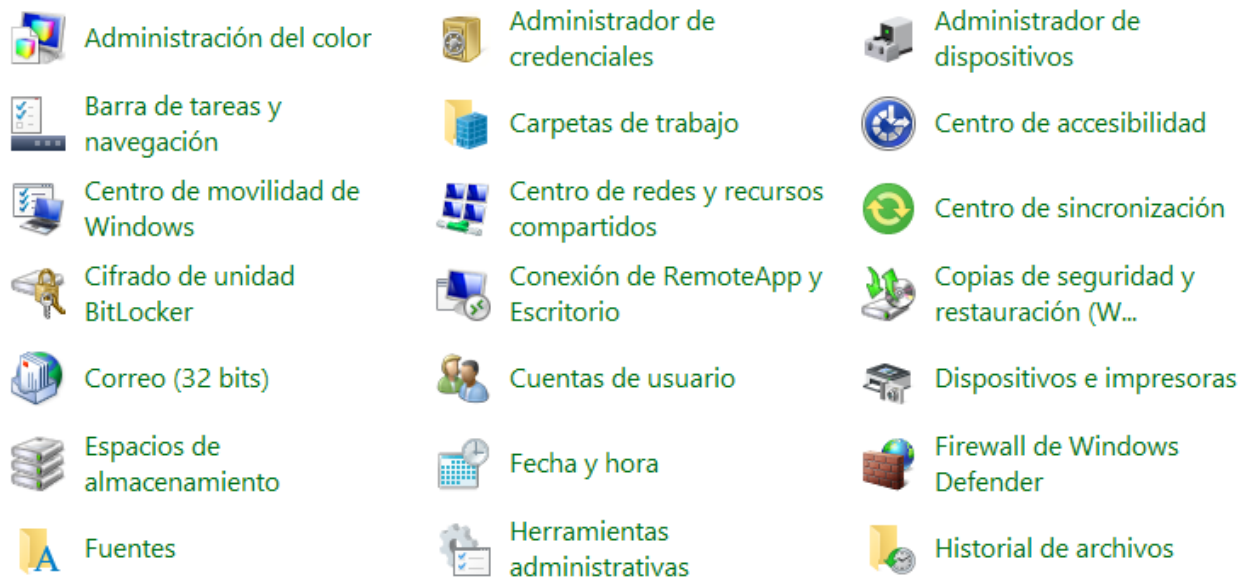 Administración del color
Administrador de
credenciales
Administrador de
dispositivos
Barra de tareas y
navegación
Carpetas de trabajo
Centro de accesibilidad
Centro de movilidad de
Windows
Centro de redes y recursos
compartidos
Centro de sincronización
Cifrado de unidad
BitLocker
Conexión de RemoteApp y
Escritorio
Copias de seguridad y
restauración (W...
Correo (32 bits)
Cuentas de usuario
Dispositivos e impresoras
Espacios de
almacenamiento
Fecha y hora
Firewall de Windows
Defender
Fuentes
Herramientas
administrativas
Historial de archivos